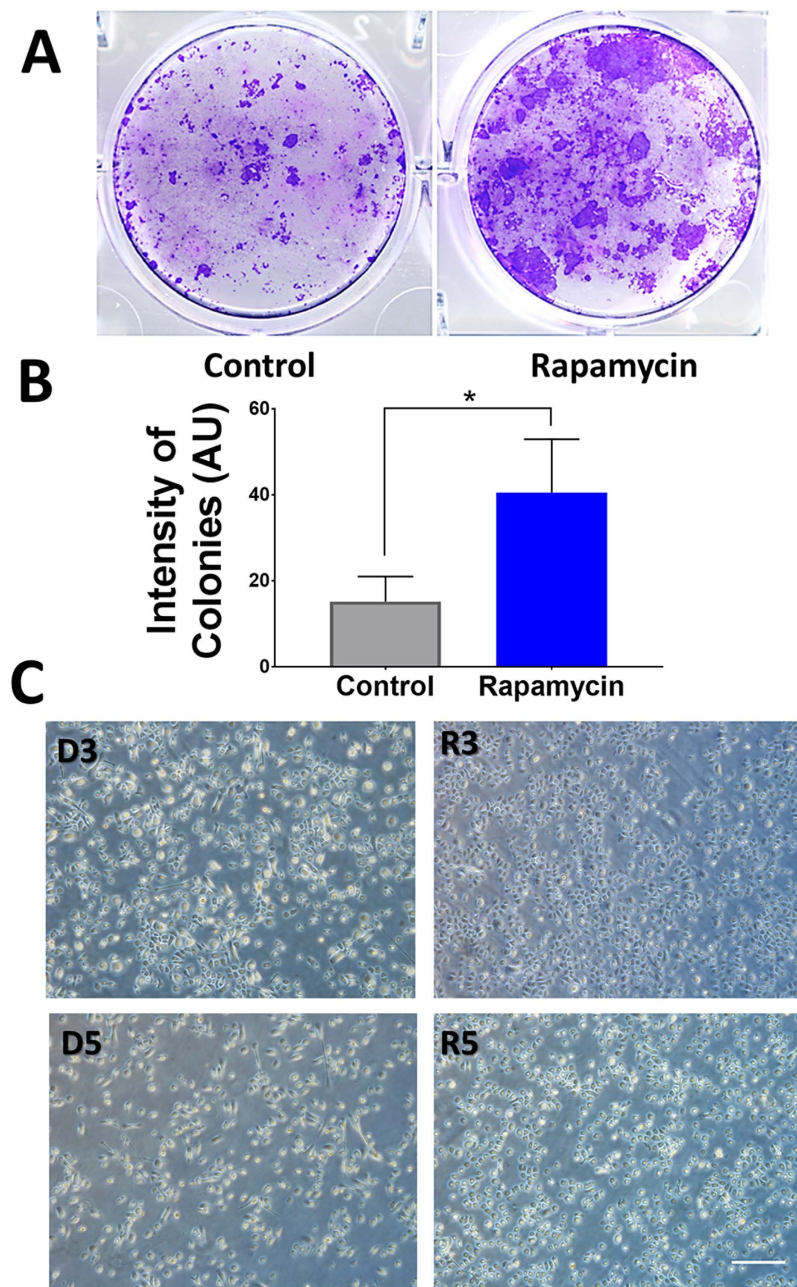 A
Control
Rapamycin
B
Intensity of
Colonies (AU)
60
40
20
0
*
Control
Rapamycin
C
D3
R3
D5
R5